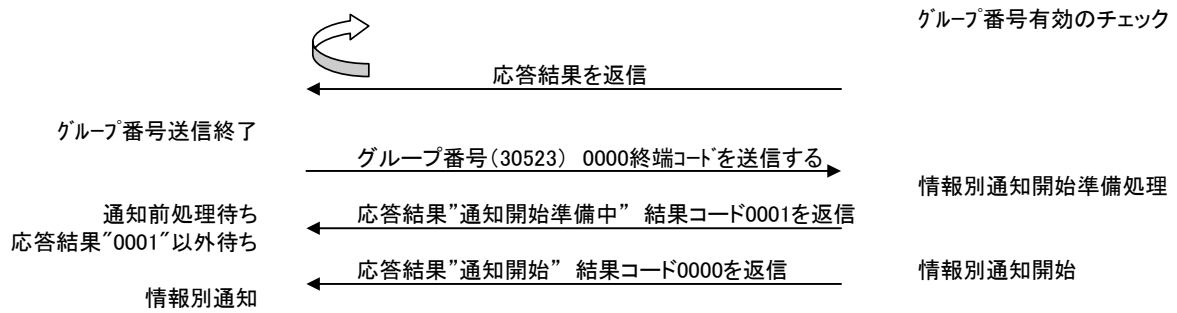 ｸﾞﾙｰﾌﾟ番号有効のチェック
応答結果を返信
ｸﾞﾙｰﾌﾟ番号送信終了
グループ番号（30523） 0000終端ｺｰﾄﾞを送信する
情報別通知開始準備処理
通知前処理待ち
応答結果”通知開始準備中” 結果コード0001を返信
応答結果"0001"以外待ち
応答結果”通知開始” 結果コード0000を返信
情報別通知開始
情報別通知